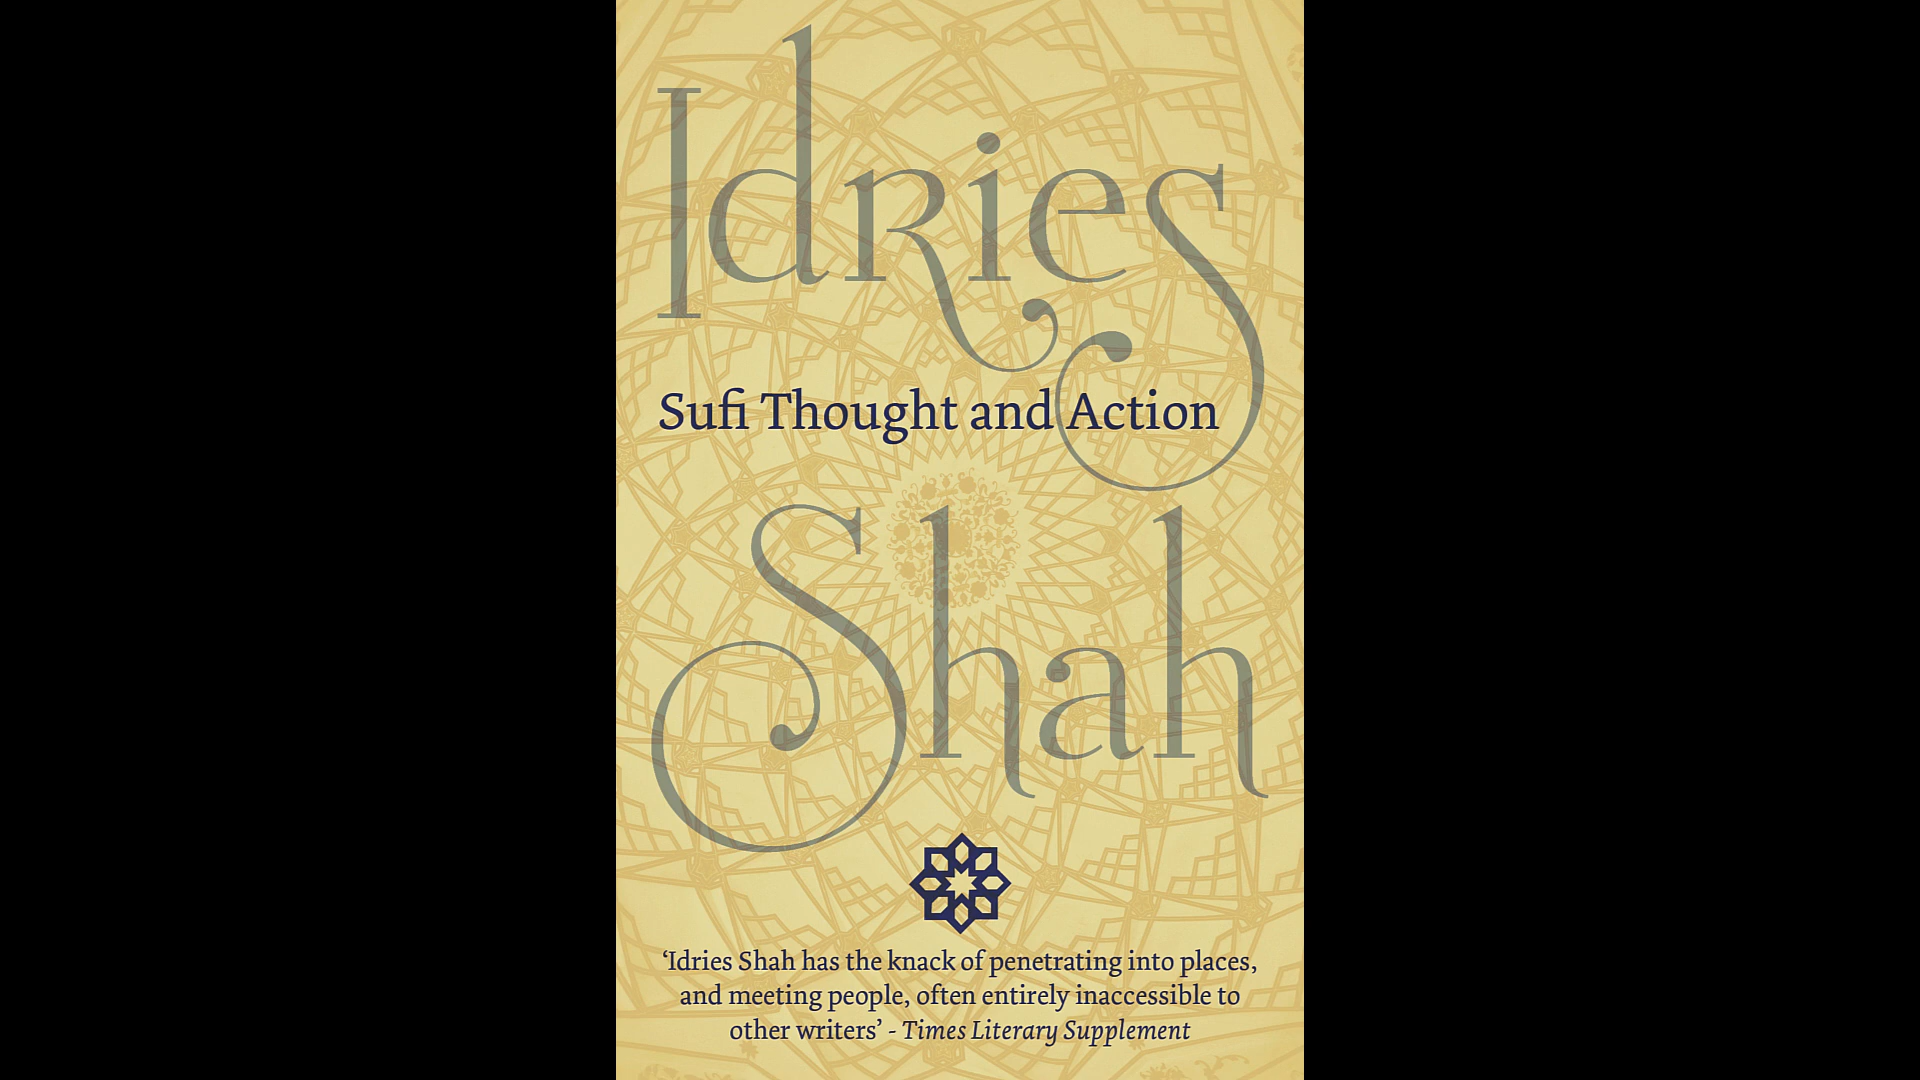 Idries
Sufi Thought and Action
Shah
‘Idries Shah has the knack of penetrating into places,
and meeting people, often entirely inaccessible to
other writers’ - Times Literary Supplement